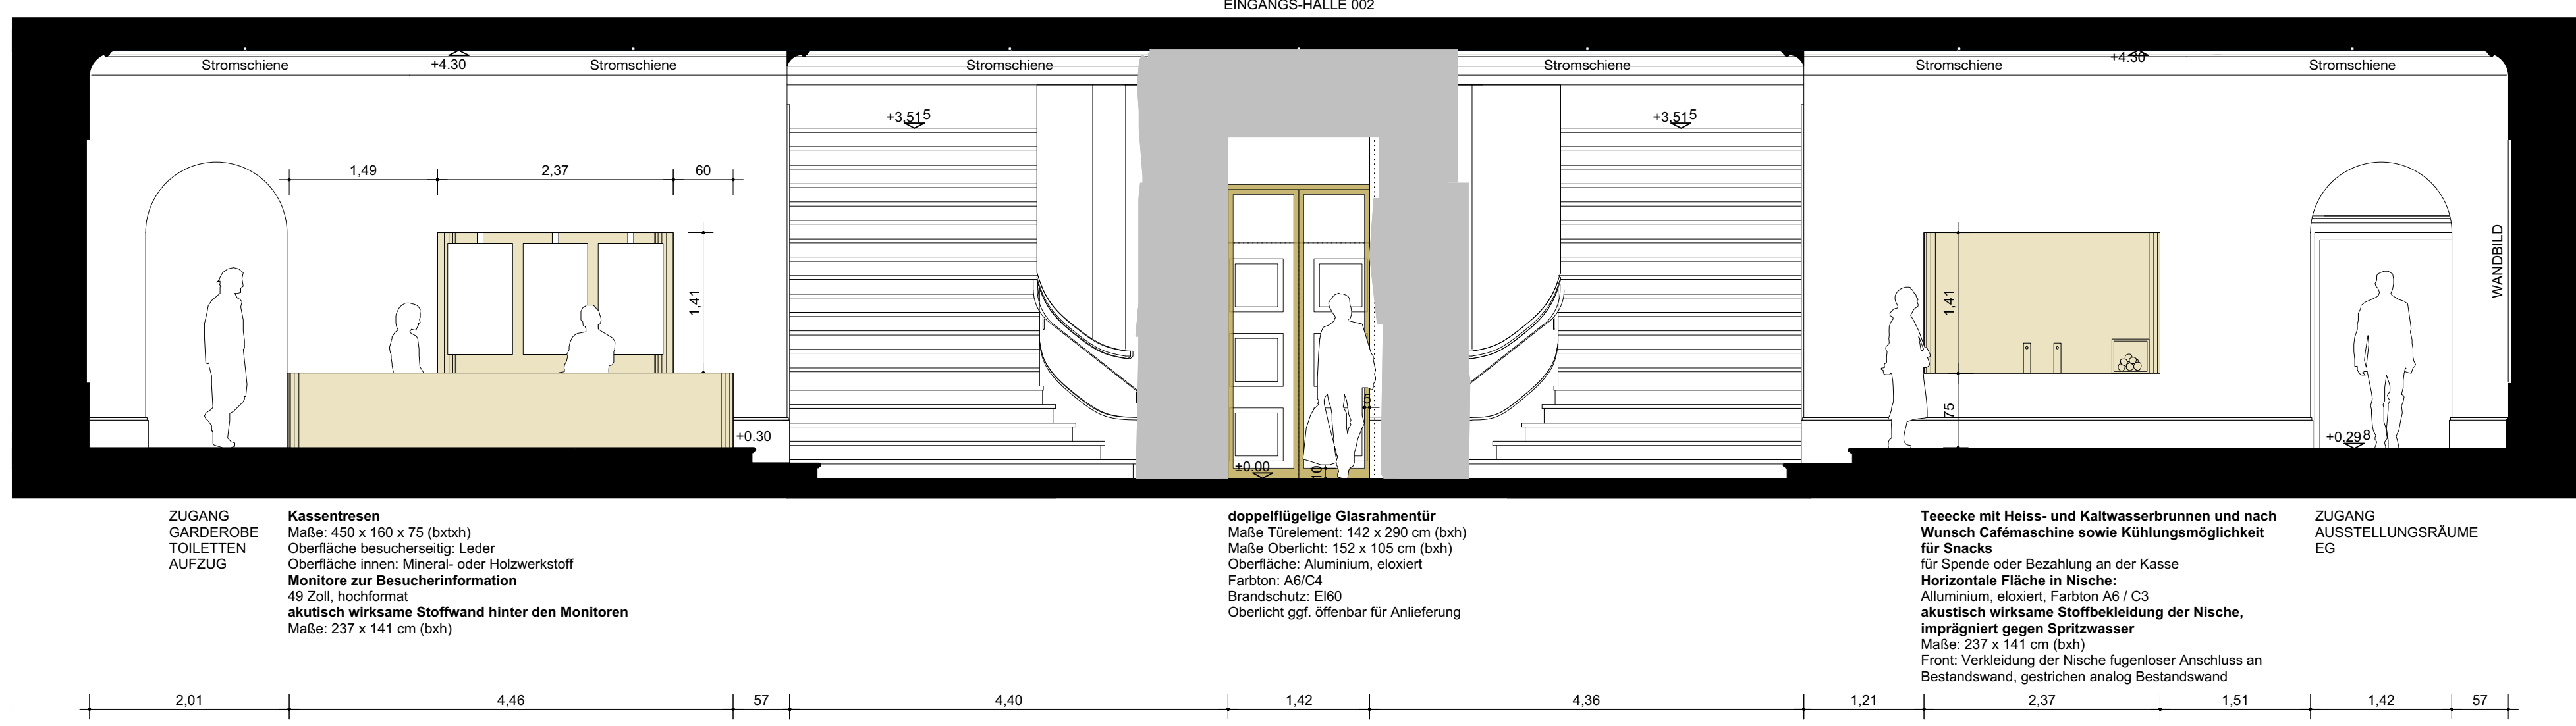 EINGANGS-HALLE 002
Stromschiene
+4.30
Stromschiene
Stromschiene
Stromschiene
Stromschiene
+4.30
Stromschiene
+3.51⁵
+3.51⁵
1,49
2,37
60
1,41
1,41
75
WANDBILD
+0.30
±0.00
10
5
+0.29⁸
ZUGANG
GARDEROBE
TOILETTEN
AUFZUG
Kassentresen
Maße: 450 x 160 x 75 (bxtxh)
Oberfläche besucherseitig: Leder
Oberfläche innen: Mineral- oder Holzwerkstoff
Monitore zur Besucherinformation
49 Zoll, hochformat
akutisch wirksame Stoffwand hinter den Monitoren
Maße: 237 x 141 cm (bxh)
doppelflügelige Glasrahmentür
Maße Türelement: 142 x 290 cm (bxh)
Maße Oberlicht: 152 x 105 cm (bxh)
Oberfläche: Aluminium, eloxiert
Farbton: A6/C4
Brandschutz: EI60
Oberlicht ggf. öffenbar für Anlieferung
Teeecke mit Heiss- und Kaltwasserbrunnen und nach
Wunsch Cafémaschine sowie Kühlungsmöglichkeit
für Snacks
für Spende oder Bezahlung an der Kasse
Horizontale Fläche in Nische:
Alluminium, eloxiert, Farbton A6 / C3
akustisch wirksame Stoffbekleidung der Nische,
imprägniert gegen Spritzwasser
Maße: 237 x 141 cm (bxh)
Front: Verkleidung der Nische fugenloser Anschluss an
Bestandswand, gestrichen analog Bestandswand
ZUGANG
AUSSTELLUNGSRÄUME
EG
2,01
4,46
57
4,40
1,42
4,36
1,21
2,37
1,51
1,42
57